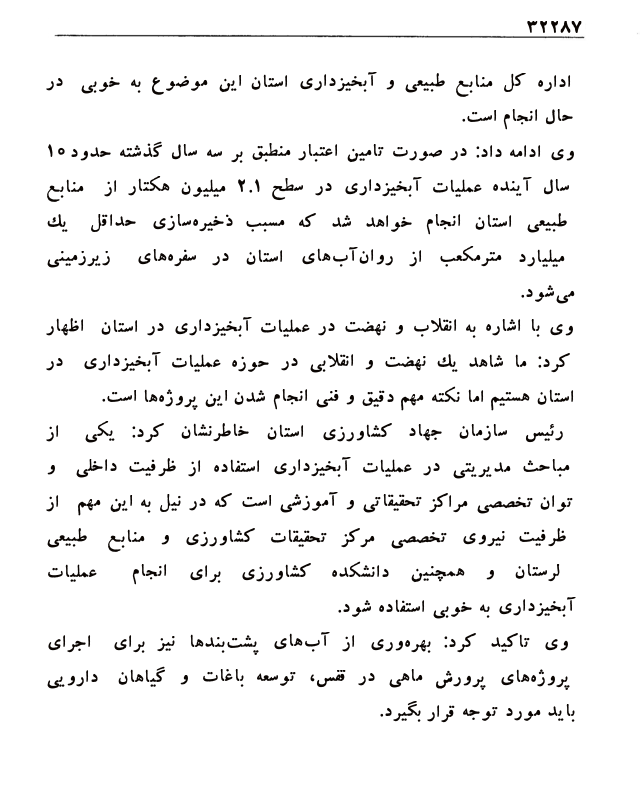 ۳۲۲۸۷
اداره کل منابع طبیعی و آبخیزداری استان این موضوع به خوبی در
حال انجام است.
وی ادامه داد: در صورت تامین اعتبار منطبق بر سه سال گذشته حدود ۱۵
سال آینده عملیات آبخیزداری در سطح ۲.۱ میلیون هکتار از منابع
طبیعی استان انجام خواهد شد که مسبب ذخیره‌سازی حداقل یك
میلیارد مترمکعب از روان‌آب‌های استان در سفره‌های زیرزمینی
می‌شود.
وی با اشاره به انقلاب و نهضت در عملیات آبخیزداری در استان اظهار
کرد: ما شاهد یك نهضت و انقلابی در حوزه عملیات آبخیزداری در
استان هستیم اما نکته مهم دقیق و فنی انجام شدن این پروژه‌ها است.
رئیس سازمان جهاد کشاورزی استان خاطرنشان کرد: یکی از
مباحث مدیریتی در عملیات آبخیزداری استفاده از ظرفیت داخلی و
توان تخصصی مراکز تحقیقاتی و آموزشی است که در نیل به این مهم از
ظرفیت نیروی تخصصی مرکز تحقیقات کشاورزی و منابع طبیعی
لرستان و همچنین دانشکده کشاورزی برای انجام عملیات
آبخیزداری به خوبی استفاده شود.
وی تاکید کرد: بهره‌وری از آب‌های پشت‌بندها نیز برای اجرای
پروژه‌های پرورش ماهی در قفس، توسعه باغات و گیاهان دارویی
باید مورد توجه قرار بگیرد.